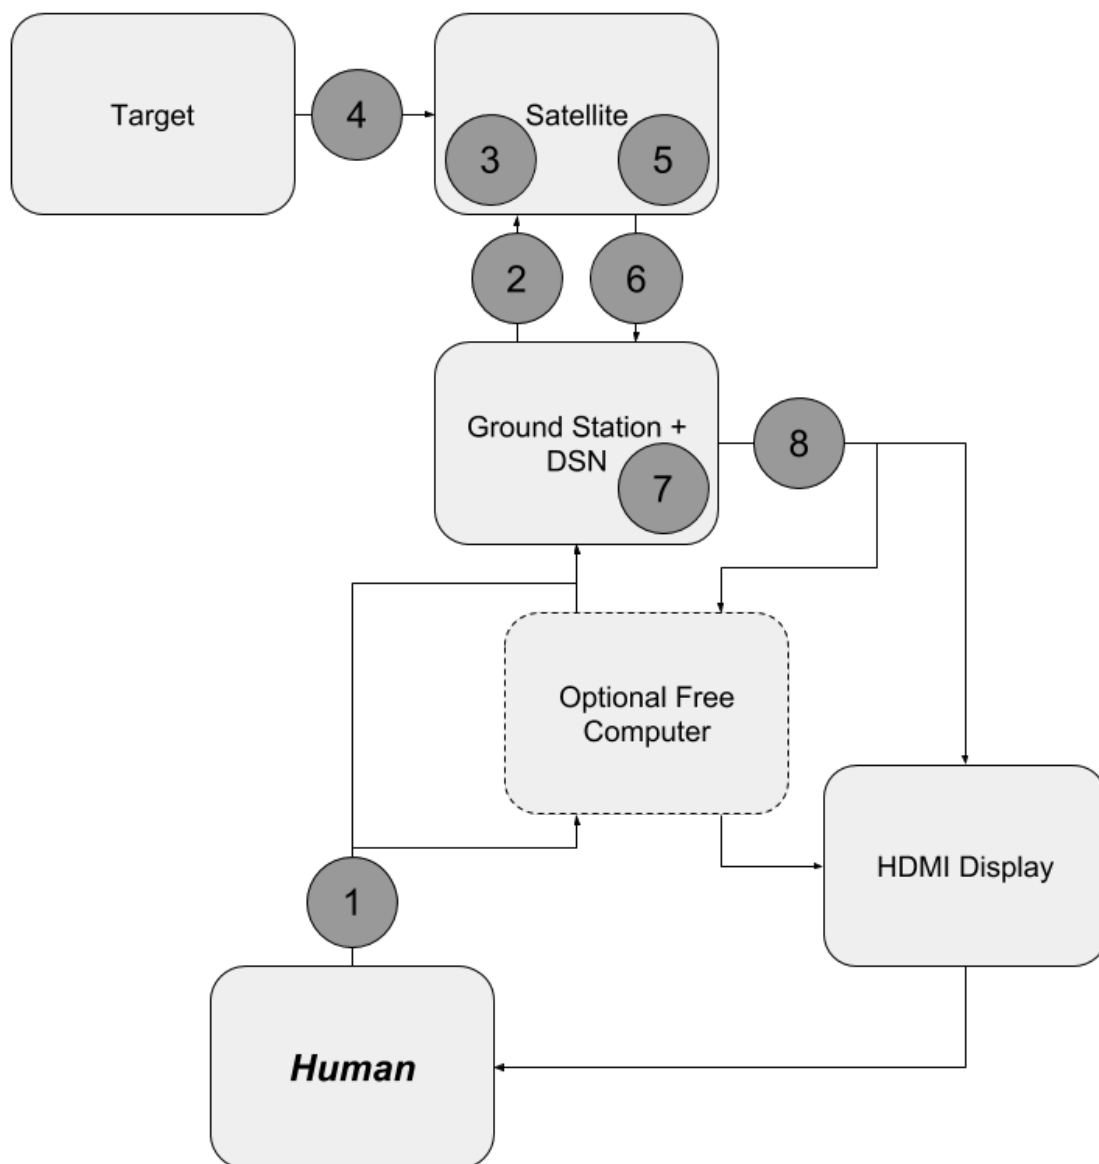 Target
4
Satellite
3
5
2
6
Ground Station +
DSN
7
8
Optional Free
Computer
HDMI Display
1
Human